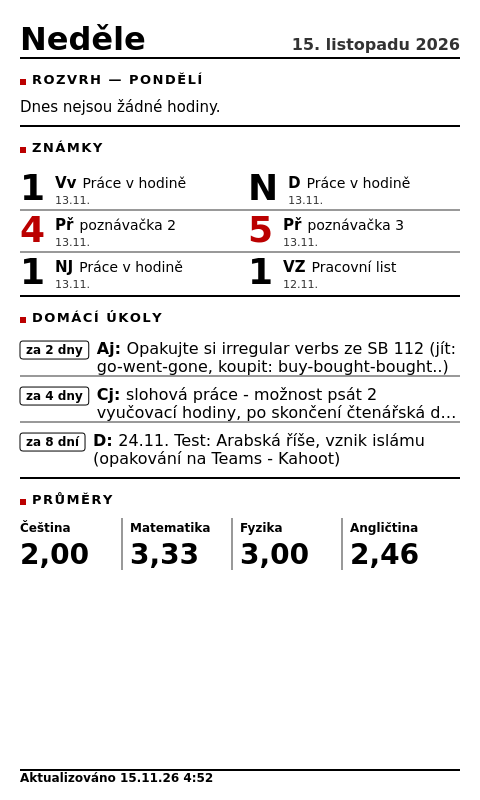 Neděle
15. listopadu 2026
ROZVRH — PONDĚLÍ
Dnes nejsou žádné hodiny.
ZNÁMKY
1 Vv Práce v hodině
13.11.
N D Práce v hodině
13.11.
4 Př poznávačka 2
13.11.
5 Př poznávačka 3
13.11.
1 NJ Práce v hodině
13.11.
1 VZ Pracovní list
12.11.
DOMÁCÍ ÚKOLY
za 2 dny Aj: Opakujte si irregular verbs ze SB 112 (jít:
go-went-gone, koupit: buy-bought-bought..)
za 4 dny Cj: slohová práce - možnost psát 2
vyučovací hodiny, po skončení čtenářská d…
za 8 dní D: 24.11. Test: Arabská říše, vznik islámu
(opakování na Teams - Kahoot)
PRŮMĚRY
Čeština Matematika Fyzika Angličtina
2,00 3,33 3,00 2,46
Aktualizováno 15.11.26 4:52